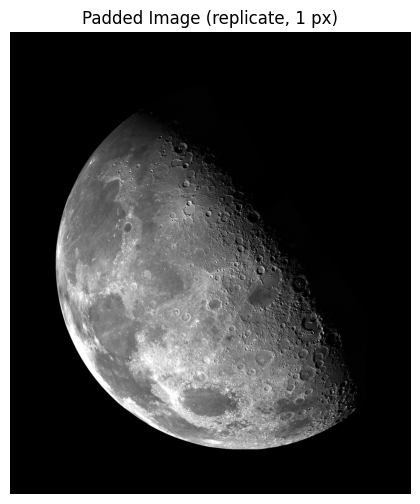 Padded Image (replicate, 1 px)